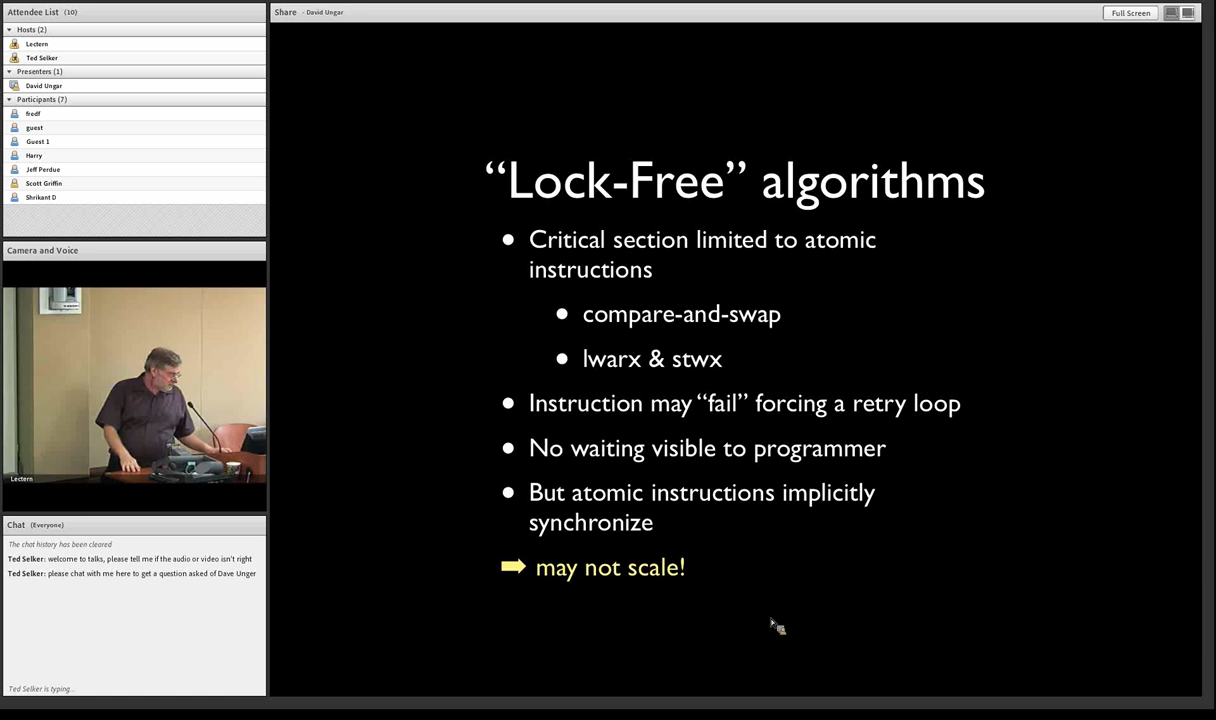 Attendee List (10)
Hosts (2)
Lectern
Ted Selker
Presenters (1)
David Ungar
Participants (7)
fredf
guest
Guest 1
Harry
Jeff Perdue
Scott Griffin
Shrikant D
Camera and Voice
Lectern
Chat (Everyone)
The chat history has been cleared
Ted Selker: welcome to talks, please tell me if the audio or video isn't right
Ted Selker: please chat with me here to get a question asked of Dave Unger
Ted Selker is typing...
Share - David Ungar
Full Screen
“Lock-Free” algorithms
• Critical section limited to atomic
instructions
• compare-and-swap
• lwarx & stwx
• Instruction may “fail” forcing a retry loop
• No waiting visible to programmer
• But atomic instructions implicitly
synchronize
➡ may not scale!